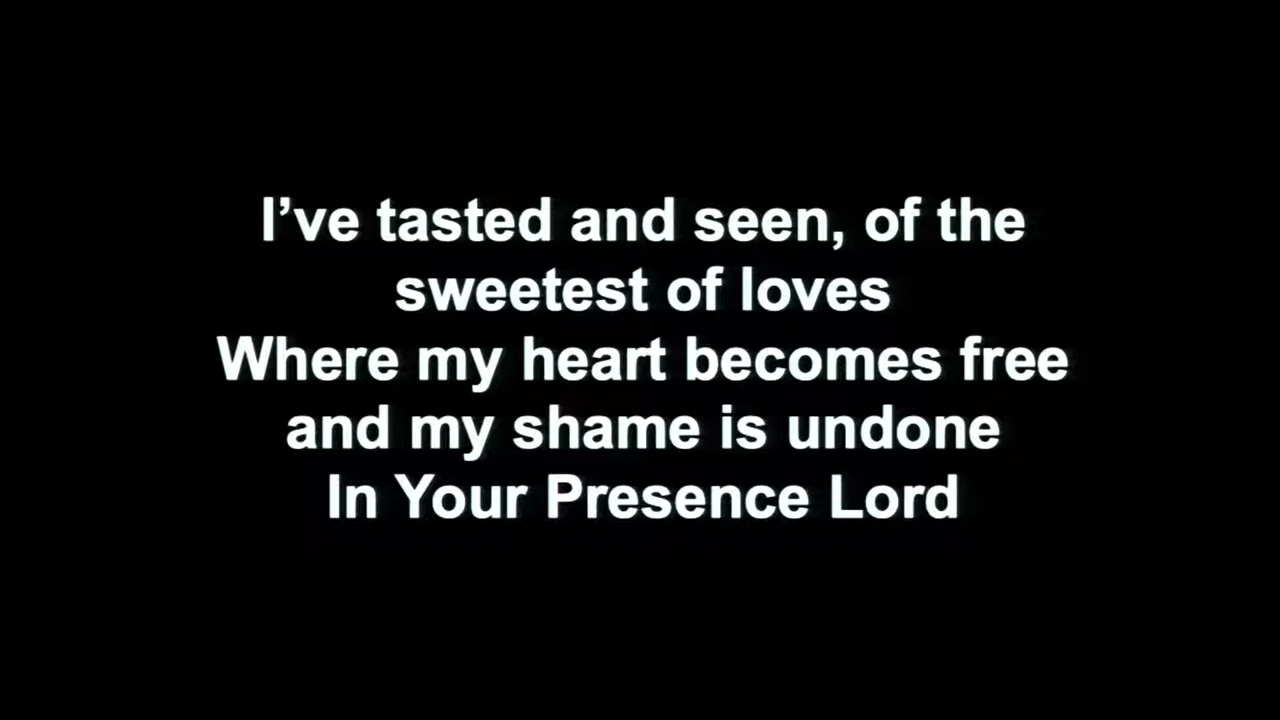 I’ve tasted and seen, of the
sweetest of loves
Where my heart becomes free
and my shame is undone
In Your Presence Lord